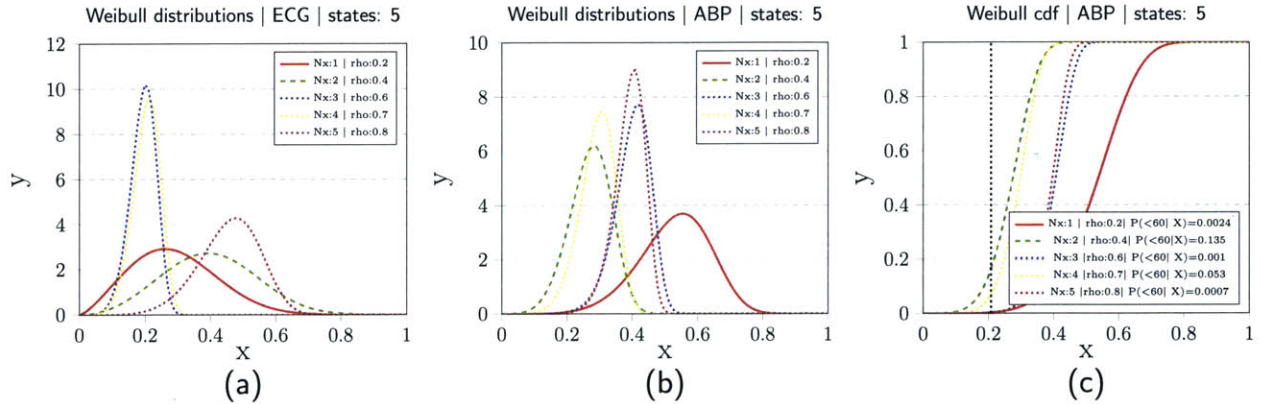 Weibull distributions | ECG | states: 5
12
10
8
6
4
2
0
y
0
0.2
0.4
0.6
0.8
1
x
Nx:1 | rho:0.2
Nx:2 | rho:0.4
Nx:3 | rho:0.6
Nx:4 | rho:0.7
Nx:5 | rho:0.8
(a)
Weibull distributions | ABP | states: 5
10
8
6
4
2
0
y
0
0.2
0.4
0.6
0.8
1
x
Nx:1 | rho:0.2
Nx:2 | rho:0.4
Nx:3 | rho:0.6
Nx:4 | rho:0.7
Nx:5 | rho:0.8
(b)
Weibull cdf | ABP | states: 5
1
0.8
0.6
0.4
0.2
0
y
0
0.2
0.4
0.6
0.8
1
x
Nx:1 | rho:0.2| P(<60| X)=0.0024
Nx:2 | rho:0.4| P(<60|X)=0.135
Nx:3 |rho:0.6| P(<60| X)=0.001
Nx:4 |rho:0.7| P(<60| X)=0.053
Nx:5 |rho:0.8| P(<60| X)=0.0007
(c)